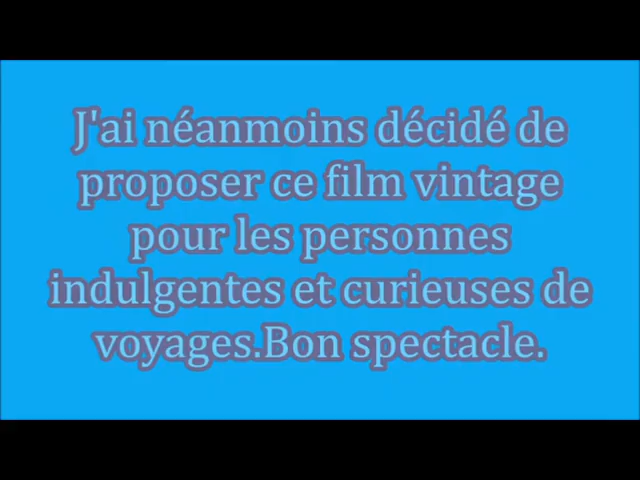 J'ai néanmoins décidé de
proposer ce film vintage
pour les personnes
indulgentes et curieuses de
voyages.Bon spectacle.